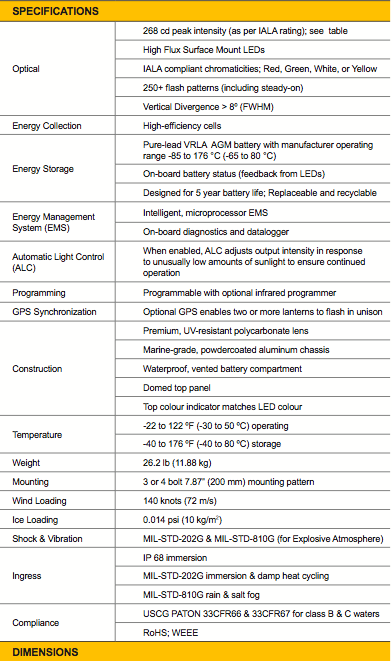 SPECIFICATIONS
Optical
268 cd peak intensity (as per IALA rating); see table
High Flux Surface Mount LEDs
IALA compliant chromaticities; Red, Green, White, or Yellow
250+ flash patterns (including steady-on)
Vertical Divergence > 8º (FWHM)
Energy Collection
High-efficiency cells
Energy Storage
Pure-lead VRLA AGM battery with manufacturer operating
range -85 to 176 °C (-65 to 80 °C)
On-board battery status (feedback from LEDs)
Designed for 5 year battery life; Replaceable and recyclable
Energy Management
System (EMS)
Intelligent, microprocessor EMS
On-board diagnostics and datalogger
Automatic Light Control
(ALC)
When enabled, ALC adjusts output intensity in response
to unusually low amounts of sunlight to ensure continued
operation
Programming
Programmable with optional infrared programmer
GPS Synchronization
Optional GPS enables two or more lanterns to flash in unison
Construction
Premium, UV-resistant polycarbonate lens
Marine-grade, powdercoated aluminum chassis
Waterproof, vented battery compartment
Domed top panel
Top colour indicator matches LED colour
Temperature
-22 to 122 ºF (-30 to 50 ºC) operating
-40 to 176 ºF (-40 to 80 ºC) storage
Weight
26.2 lb (11.88 kg)
Mounting
3 or 4 bolt 7.87" (200 mm) mounting pattern
Wind Loading
140 knots (72 m/s)
Ice Loading
0.014 psi (10 kg/m²)
Shock & Vibration
MIL-STD-202G & MIL-STD-810G (for Explosive Atmosphere)
Ingress
IP 68 immersion
MIL-STD-202G immersion & damp heat cycling
MIL-STD-810G rain & salt fog
Compliance
USCG PATON 33CFR66 & 33CFR67 for class B & C waters
RoHS; WEEE
DIMENSIONS